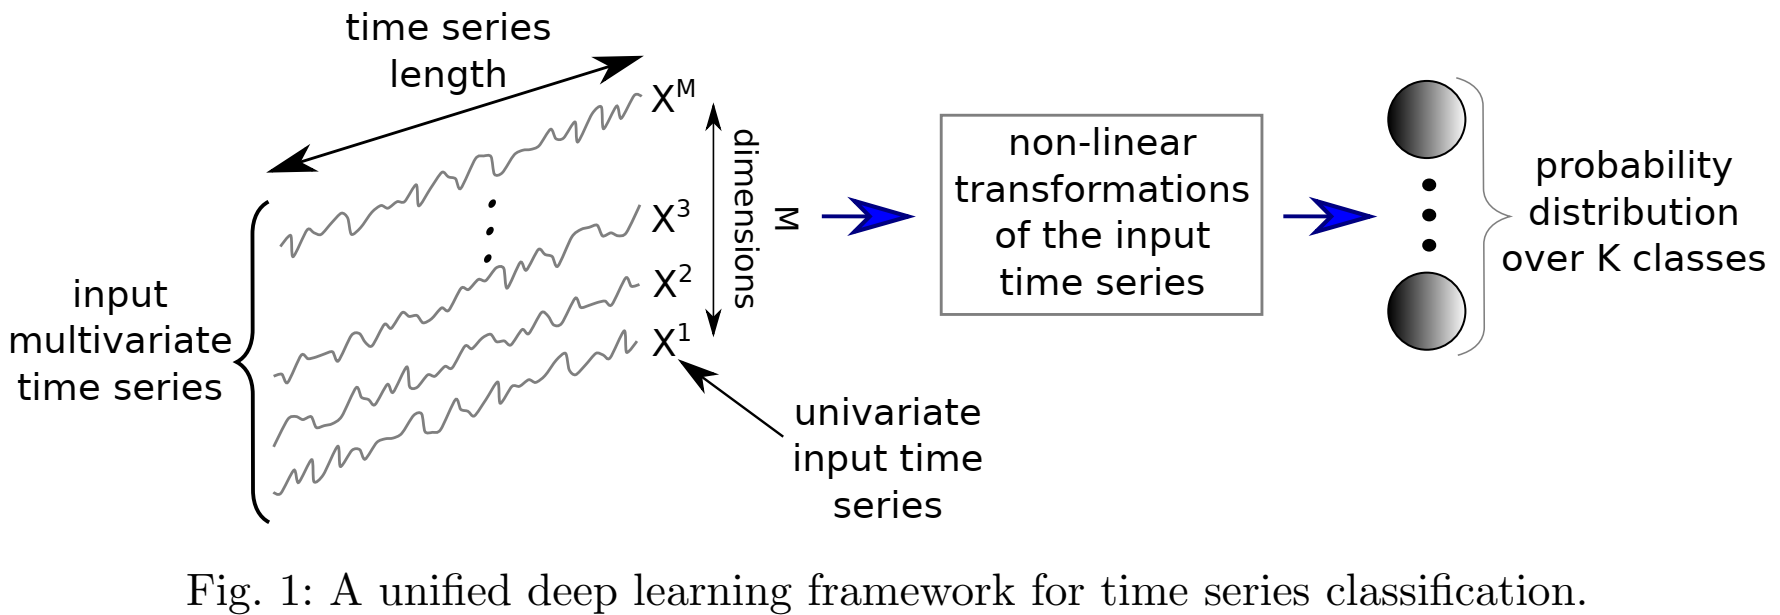 time series
length
X^M
X^3
X^2
X^1
M
dimensions
input
multivariate
time series
univariate
input time
series
non-linear
transformations
of the input
time series
probability
distribution
over K classes
Fig. 1: A unified deep learning framework for time series classification.